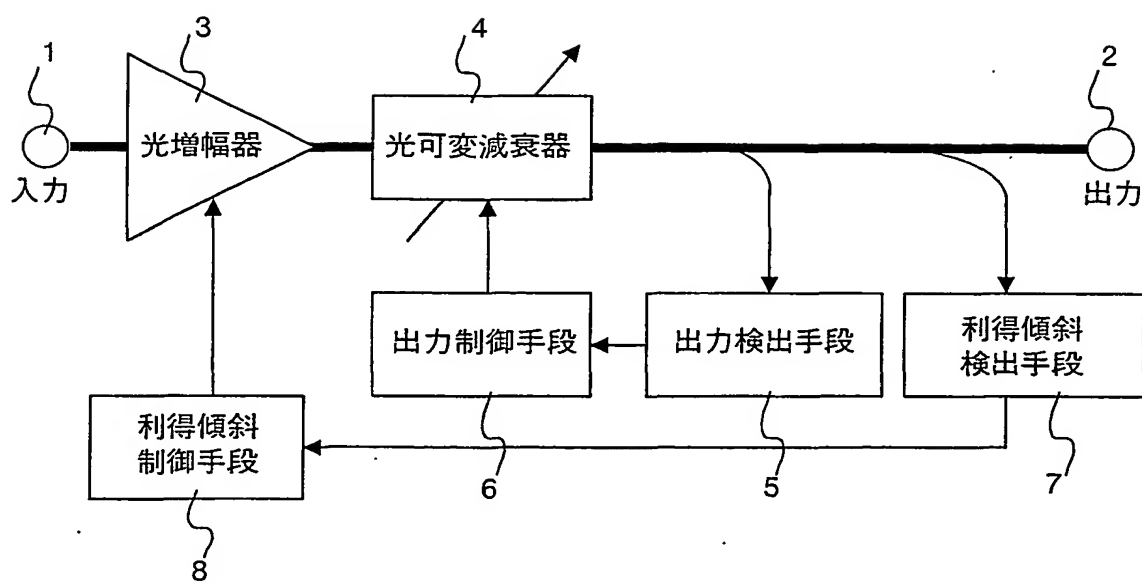 1
3
4
2
光増幅器
光可変減衰器
入力
出力
出力制御手段
出力検出手段
利得傾斜
検出手段
利得傾斜
制御手段
6
5
7
8